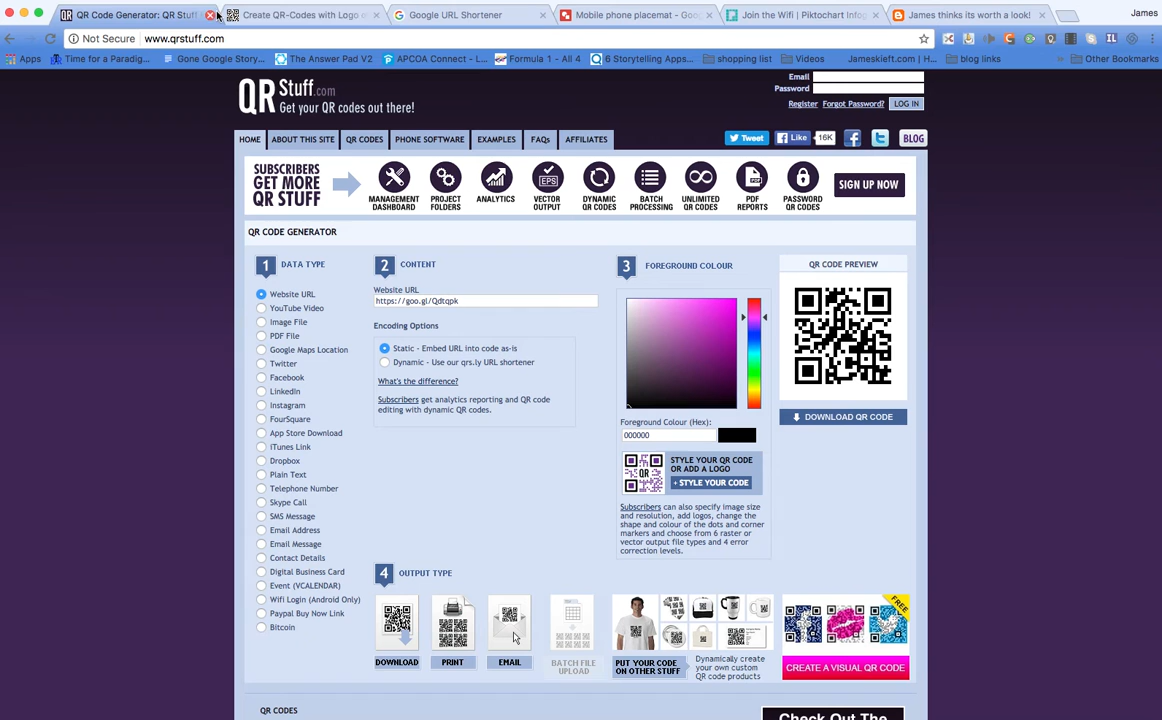 QR Code Generator: QR Stuff
Create QR-Codes with Logo
Google URL Shortener
Mobile phone placemat - Goo
Join the Wifi | Piktochart Infog
James thinks its worth a look!
James
Not Secure
www.qrstuff.com
Apps
Time for a Paradig...
Gone Google Story...
The Answer Pad V2
APCOA Connect - L...
Formula 1 - All 4
6 Storytelling Apps...
shopping list
Videos
Jameskieft.com | H...
blog links
Other Bookmarks
QR Stuff.com
Get your QR codes out there!
Email
Password
Register
Forgot Password?
LOG IN
HOME
ABOUT THIS SITE
QR CODES
PHONE SOFTWARE
EXAMPLES
FAQs
AFFILIATES
Tweet
Like
16K
BLOG
SUBSCRIBERS
GET MORE
QR STUFF
MANAGEMENT
DASHBOARD
PROJECT
FOLDERS
ANALYTICS
EPS
VECTOR
OUTPUT
DYNAMIC
QR CODES
BATCH
PROCESSING
UNLIMITED
QR CODES
PDF
PDF
REPORTS
PASSWORD
QR CODES
SIGN UP NOW
QR CODE GENERATOR
1 DATA TYPE
Website URL
YouTube Video
Image File
PDF File
Google Maps Location
Twitter
Facebook
LinkedIn
Instagram
FourSquare
App Store Download
iTunes Link
Dropbox
Plain Text
Telephone Number
Skype Call
SMS Message
Email Address
Email Message
Contact Details
Digital Business Card
Event (VCALENDAR)
Wifi Login (Android Only)
Paypal Buy Now Link
Bitcoin
2 CONTENT
Website URL
https://goo.gl/Qdtqpk
Encoding Options
Static - Embed URL into code as-is
Dynamic - Use our qrs.ly URL shortener
What's the difference?
Subscribers get analytics reporting and QR code
editing with dynamic QR codes.
3 FOREGROUND COLOUR
Foreground Colour (Hex):
000000
QR
STYLE YOUR QR CODE
OR ADD A LOGO
+ STYLE YOUR CODE
Subscribers can also specify image size
and resolution, add logos, change the
shape and colour of the dots and corner
markers and choose from 6 raster or
vector output file types and 4 error
correction levels.
QR CODE PREVIEW
DOWNLOAD QR CODE
4 OUTPUT TYPE
DOWNLOAD
PRINT
EMAIL
BATCH FILE
UPLOAD
PUT YOUR CODE
ON OTHER STUFF
Dynamically create
your own custom
QR code products
FREE
CREATE A VISUAL QR CODE
QR CODES
Check Out The